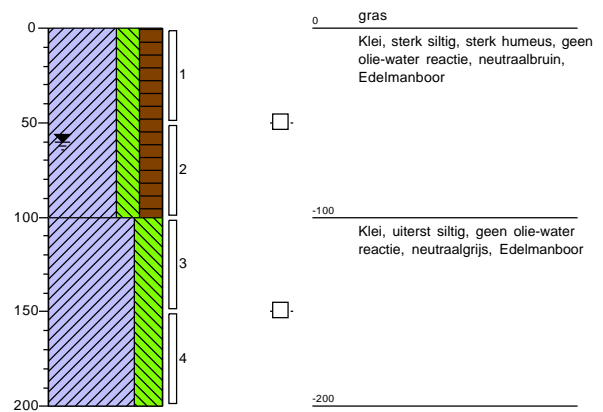 0
50
100
150
200
1
2
3
4
0
gras
Klei, sterk siltig, sterk humeus, geen
olie-water reactie, neutraalbruin,
Edelmanboor
-100
Klei, uiterst siltig, geen olie-water
reactie, neutraalgrijs, Edelmanboor
-200